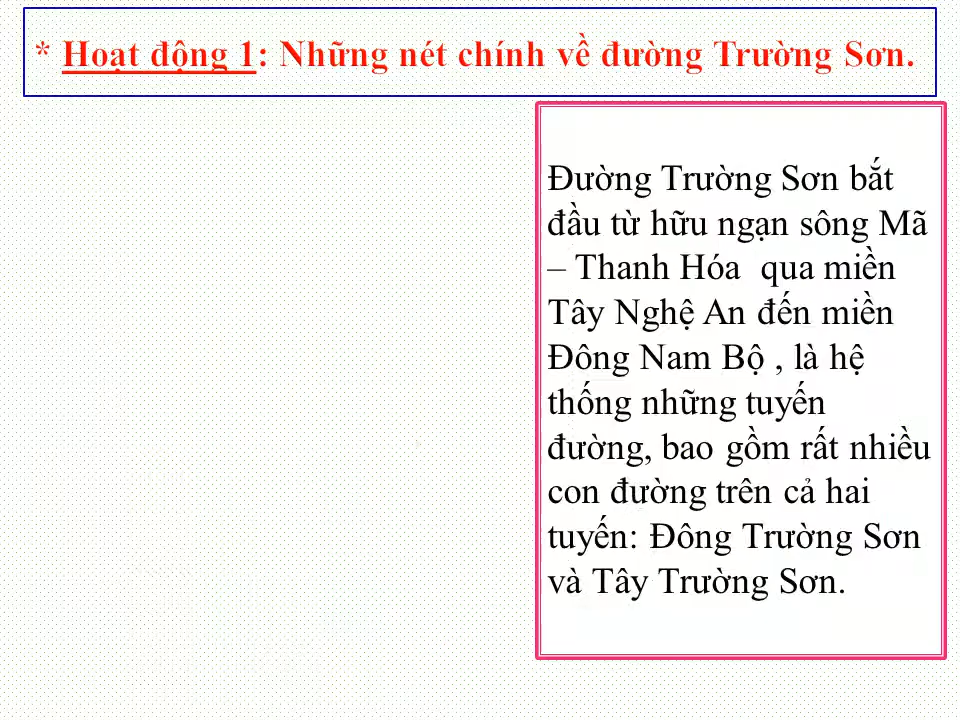 * Hoạt động 1: Những nét chính về đường Trường Sơn.
Đường Trường Sơn bắt
đầu từ hữu ngạn sông Mã
– Thanh Hóa  qua miền
Tây Nghệ An đến miền
Đông Nam Bộ , là hệ
thống những tuyến
đường, bao gồm rất nhiều
con đường trên cả hai
tuyến: Đông Trường Sơn
và Tây Trường Sơn.